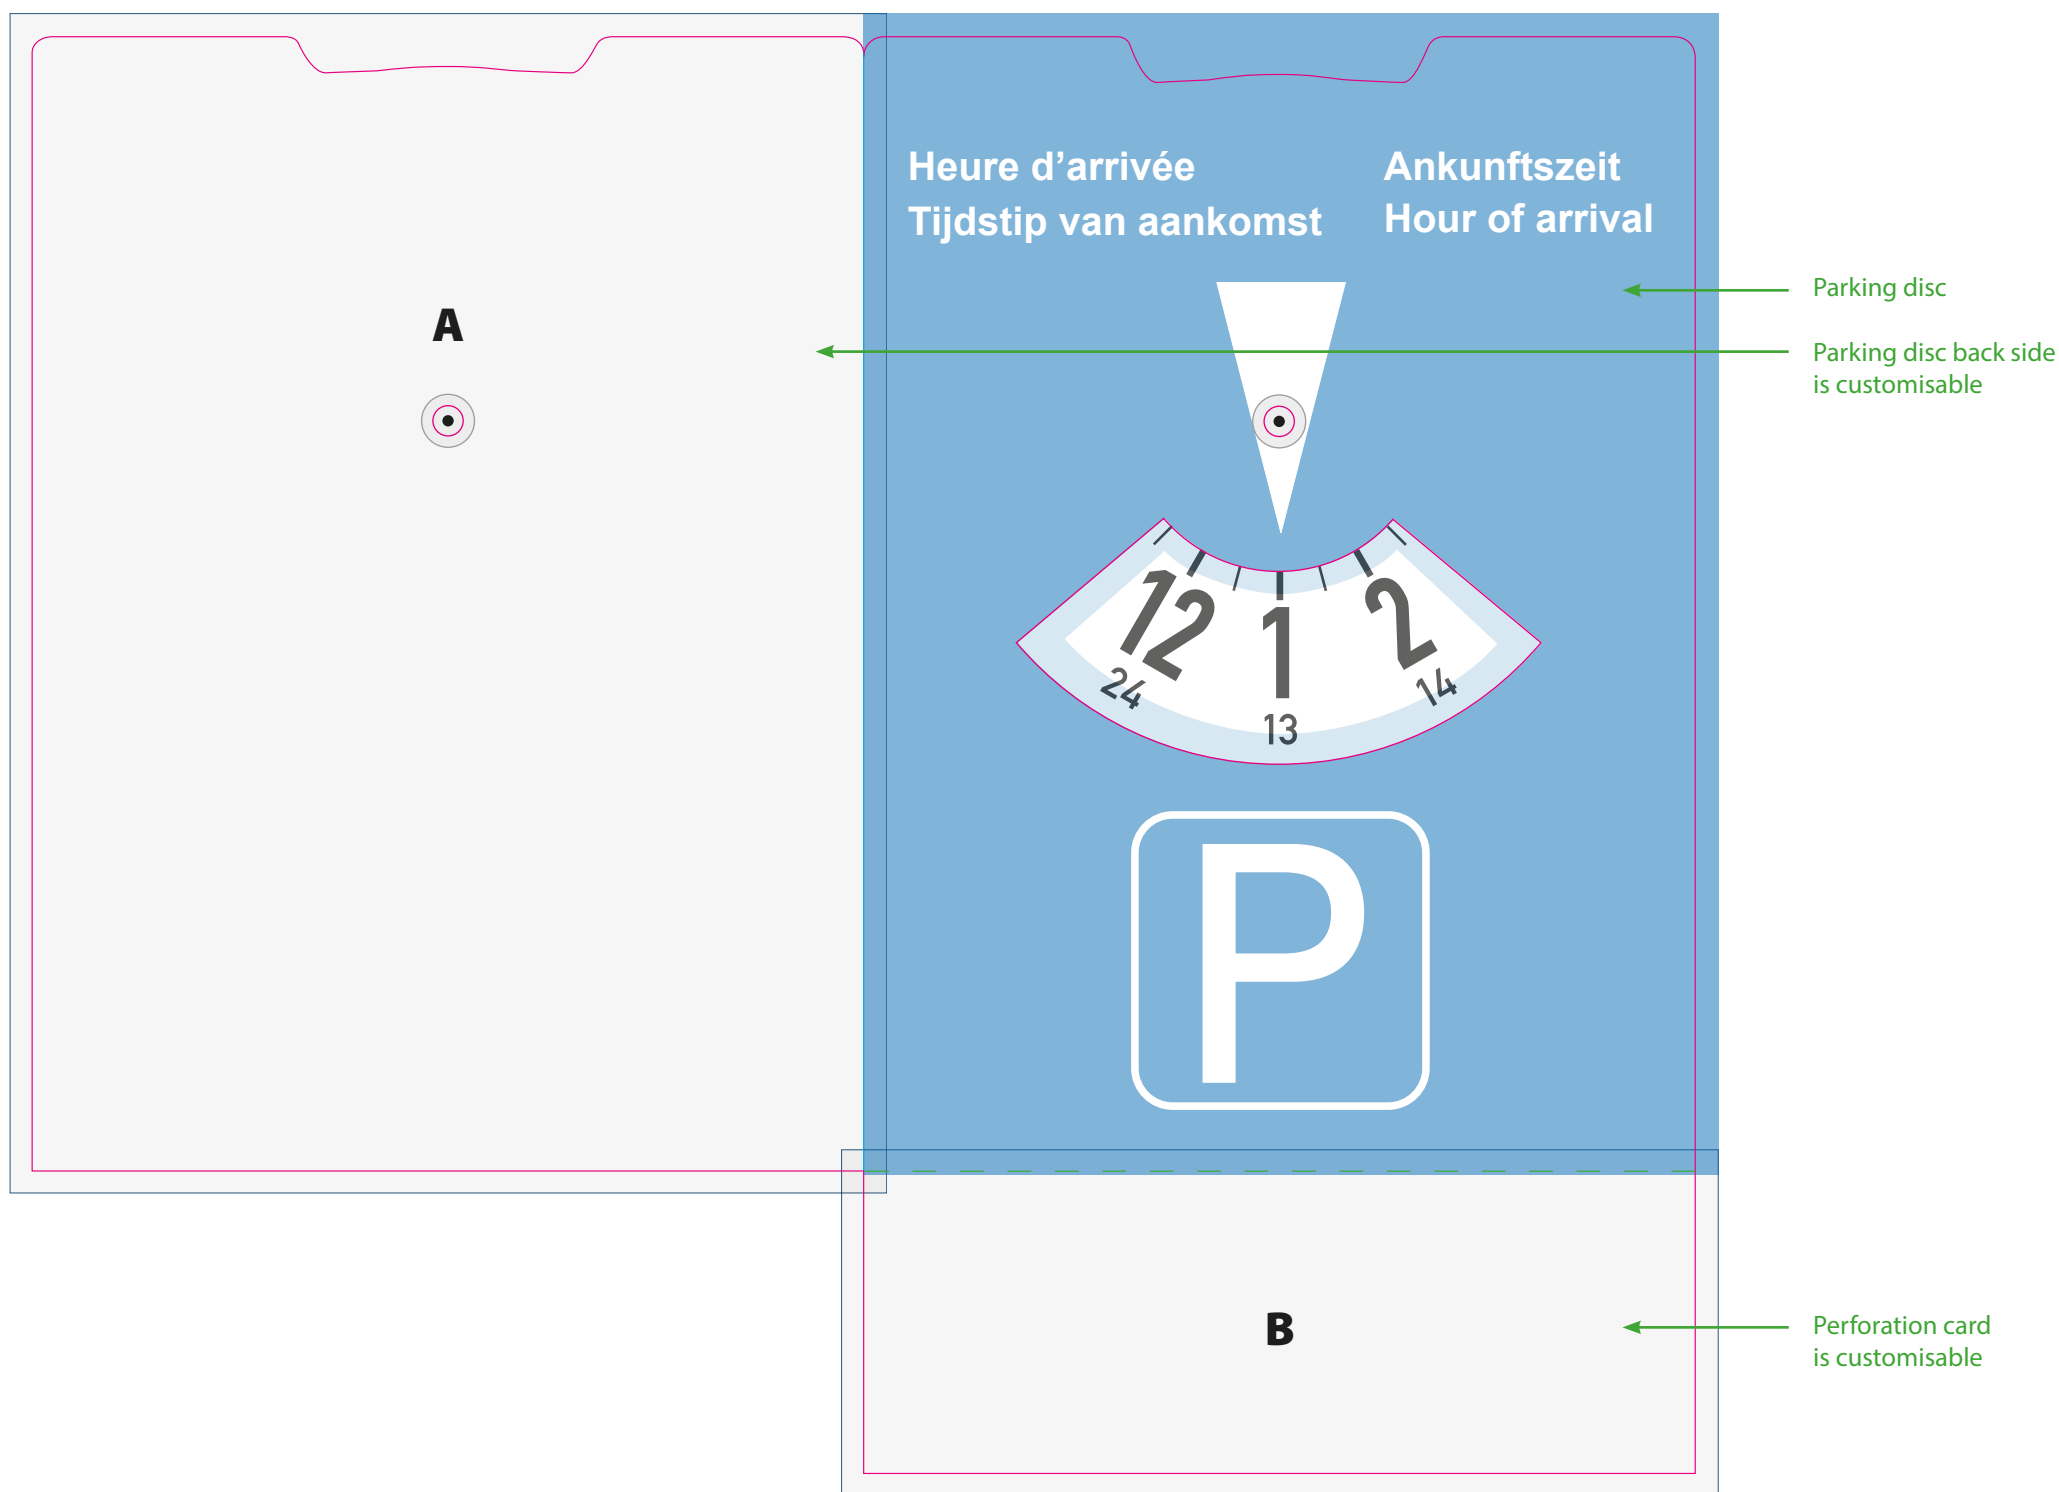 Heure d’arrivée
Tijdstip van aankomst
Ankunftszeit
Hour of arrival
Parking disc
Parking disc back side
is customisable
A
12
1
2
24
13
14
P
B
Perforation card
is customisable